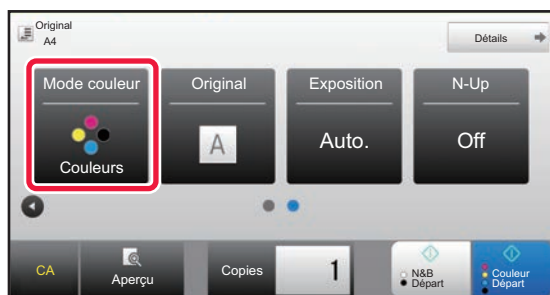 Original
A4
Détails
Mode couleur
Couleurs
Original
A
Exposition
Auto.
N-Up
Off
CA
Aperçu
Copies
1
N&B
Départ
Couleur
Départ